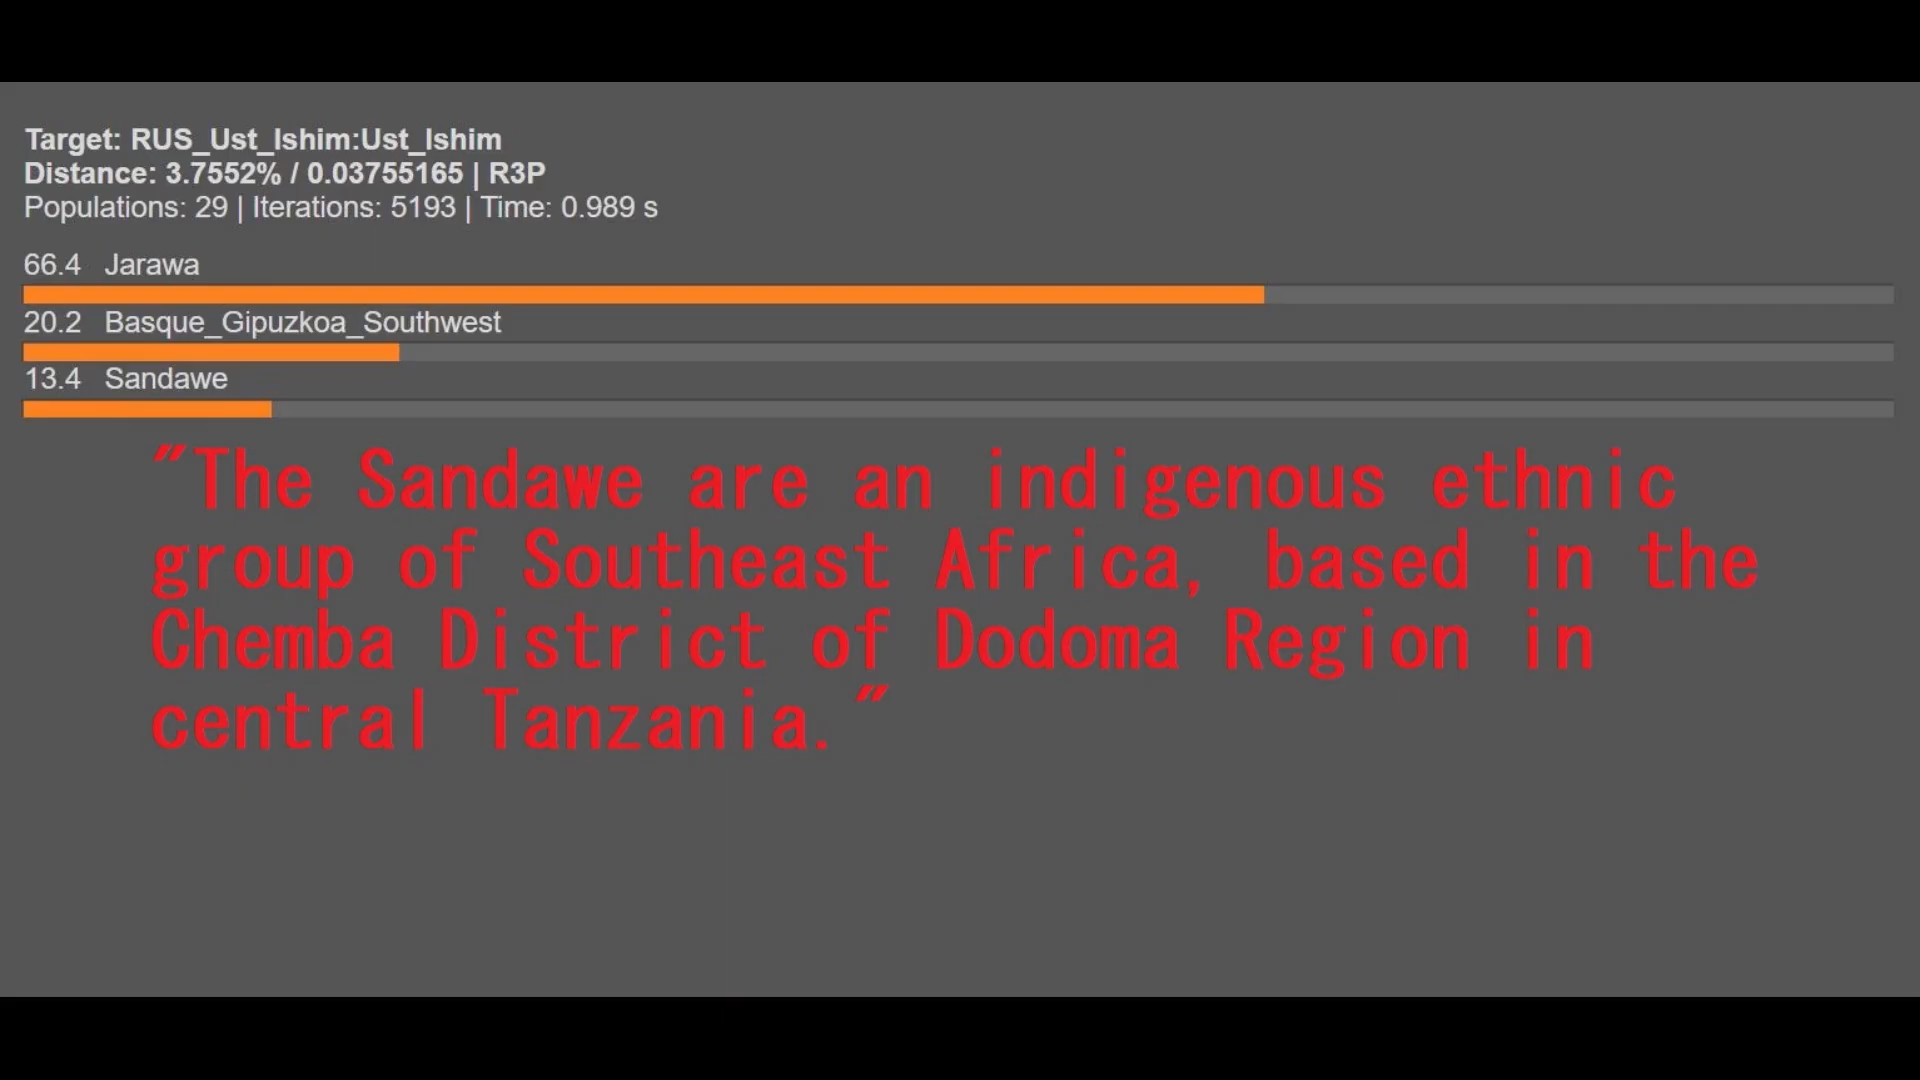 Target: RUS_Ust_Ishim:Ust_Ishim
Distance: 3.7552% / 0.03755165 | R3P
Populations: 29 | Iterations: 5193 | Time: 0.989 s
66.4 Jarawa
20.2 Basque_Gipuzkoa_Southwest
13.4 Sandawe
"The Sandawe are an indigenous ethnic
group of Southeast Africa, based in the
Chemba District of Dodoma Region in
central Tanzania."